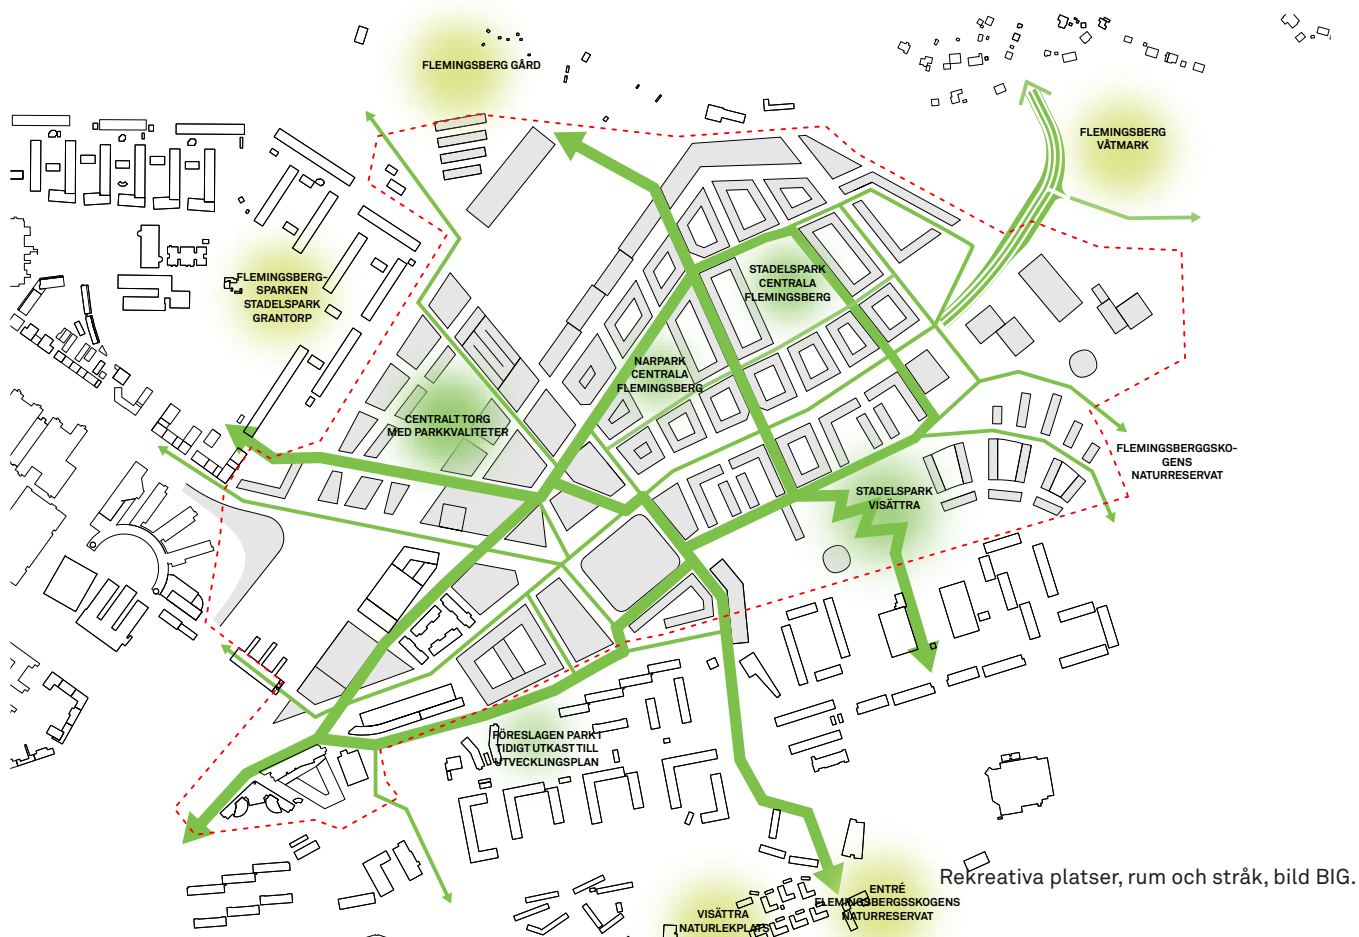 FLEMINGSBERG GÅRD
FLEMINGSBERG
VÅTMARK
FLEMINGSBERG-
SPARKEN
STADELSPARK
GRANTORP
STADELSPARK
CENTRALA
FLEMINGSBERG
NARPARK
CENTRALA
FLEMINGSBERG
CENTRALT TORG
MED PARKKVALITETER
FLEMINGSBERGGSKO-
GENS
NATURRESERVAT
STADELSPARK
VISÄTTRA
FÖRESLAGEN PARK I
TIDIGT UTKAST TILL
UTVECKLINGSPLAN
Rekreativa platser, rum och stråk, bild BIG.
ENTRÉ
FLEMINGSBERGSSKOGENS
NATURRESERVAT
VISÄTTRA
NATURLEKPLATS